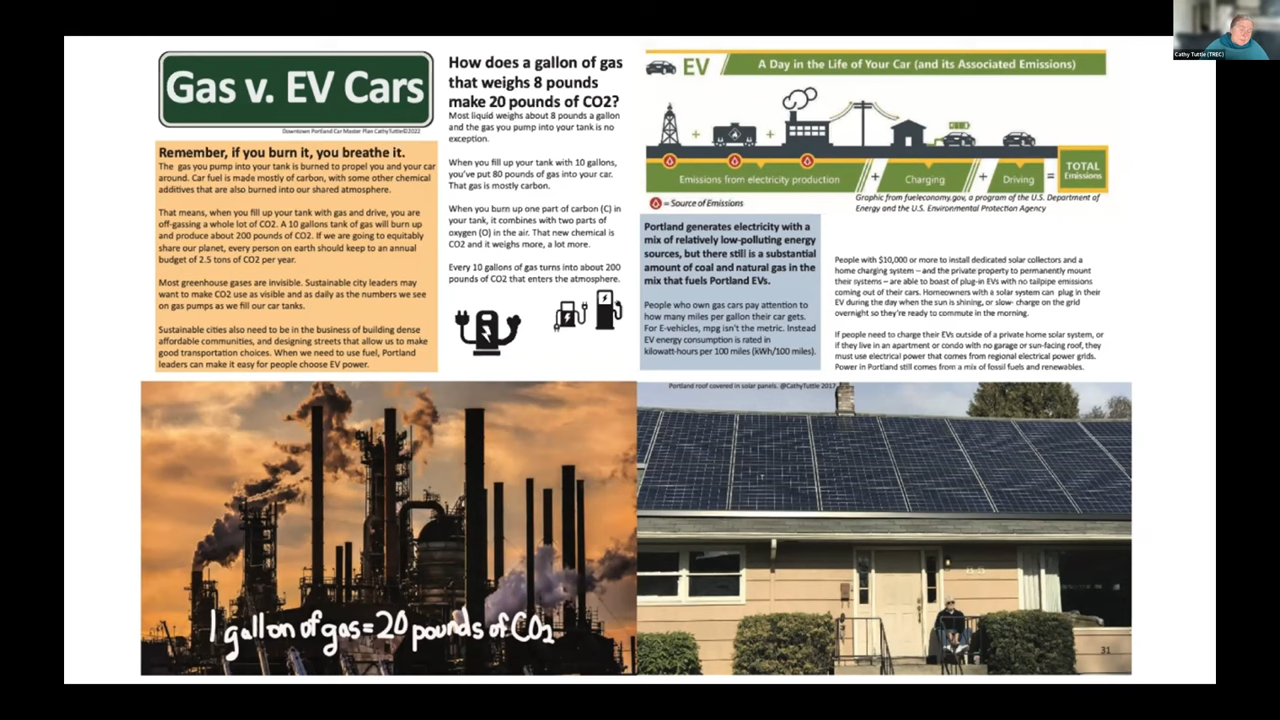 Gas v. EV Cars
Downtown Portland Car Master Plan CathyTuttle©2022
Remember, if you burn it, you breathe it.
The gas you pump into your tank is burned to propel you and your car
around. Car fuel is made mostly of carbon, with some other chemical
additives that are also burned into our shared atmosphere.
That means, when you fill up your tank with gas and drive, you are
off-gassing a whole lot of CO2. A 10 gallons tank of gas will burn up
and produce about 200 pounds of CO2. If we are going to equitably
share our planet, every person on earth should keep to an annual
budget of 2.5 tons of CO2 per year.
Most greenhouse gases are invisible. Sustainable city leaders may
want to make CO2 use as visible and as daily as the numbers we see
on gas pumps as we fill our car tanks.
Sustainable cities also need to be in the business of building dense
affordable communities, and designing streets that allow us to make
good transportation choices. When we need to use fuel, Portland
leaders can make it easy for people choose EV power.
How does a gallon of gas
that weighs 8 pounds
make 20 pounds of CO2?
Most liquid weighs about 8 pounds a gallon
and the gas you pump into your tank is no
exception.
When you fill up your tank with 10 gallons,
you've put 80 pounds of gas into your car.
That gas is mostly carbon.
When you burn up one part of carbon (C) in
your tank, it combines with two parts of
oxygen (O) in the air. That new chemical is
CO2 and it weighs more, a lot more.
Every 10 gallons of gas turns into about 200
pounds of CO2 that enters the atmosphere.
EV A Day in the Life of Your Car (and its Associated Emissions)
+ +
Emissions from electricity production + Charging + Driving = TOTAL Emissions
= Source of Emissions
Graphic from fueleconomy.gov, a program of the U.S. Department of
Energy and the U.S. Environmental Protection Agency
Portland generates electricity with a
mix of relatively low-polluting energy
sources, but there still is a substantial
amount of coal and natural gas in the
mix that fuels Portland EVs.
People who own gas cars pay attention to
how many miles per gallon their car gets.
For E-vehicles, mpg isn't the metric. Instead
EV energy consumption is rated in
kilowatt-hours per 100 miles (kWh/100 miles).
People with $10,000 or more to install dedicated solar collectors and a
home charging system – and the private property to permanently mount
their systems – are able to boast of plug-in EVs with no tailpipe emissions
coming out of their cars. Homeowners with a solar system can plug in their
EV during the day when the sun is shining, or slow- charge on the grid
overnight so they're ready to commute in the morning.
If people need to charge their EVs outside of a private home solar system, or
if they live in an apartment or condo with no garage or sun-facing roof, they
must use electrical power that comes from regional electrical power grids.
Power in Portland still comes from a mix of fossil fuels and renewables.
Portland roof covered in solar panels. @CathyTuttle 2017
1 gallon of gas = 20 pounds of CO2
31
Cathy Tuttle (TREC)